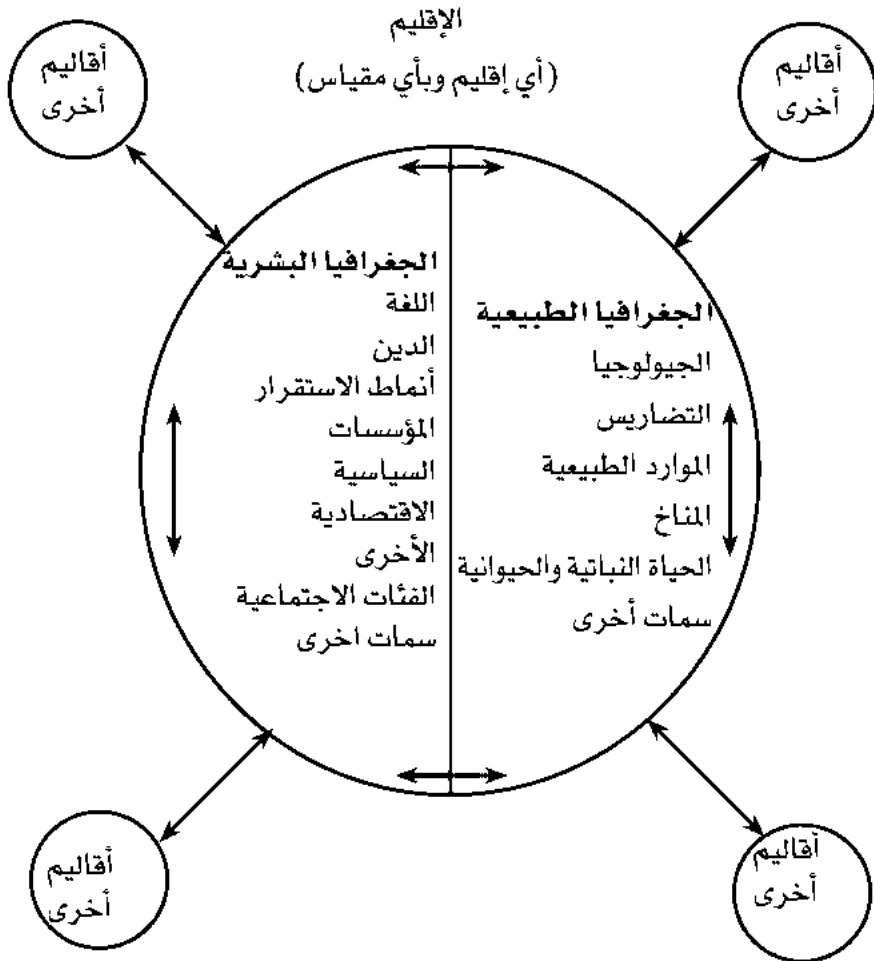 الإقليم
(أي إقليم وبأي مقياس)
أقاليم
أخرى
أقاليم
أخرى
الجغرافيا الطبيعية
الجيولوجيا
التضاريس
الموارد الطبيعية
المناخ
الحياة النباتية والحيوانية
سمات أخرى
الجغرافيا البشرية
اللغة
الدين
أنماط الاستقرار
المؤسسات
السياسية
الاقتصادية
الأخرى
الفئات الاجتماعية
سمات اخرى
أقاليم
أخرى
أقاليم
أخرى